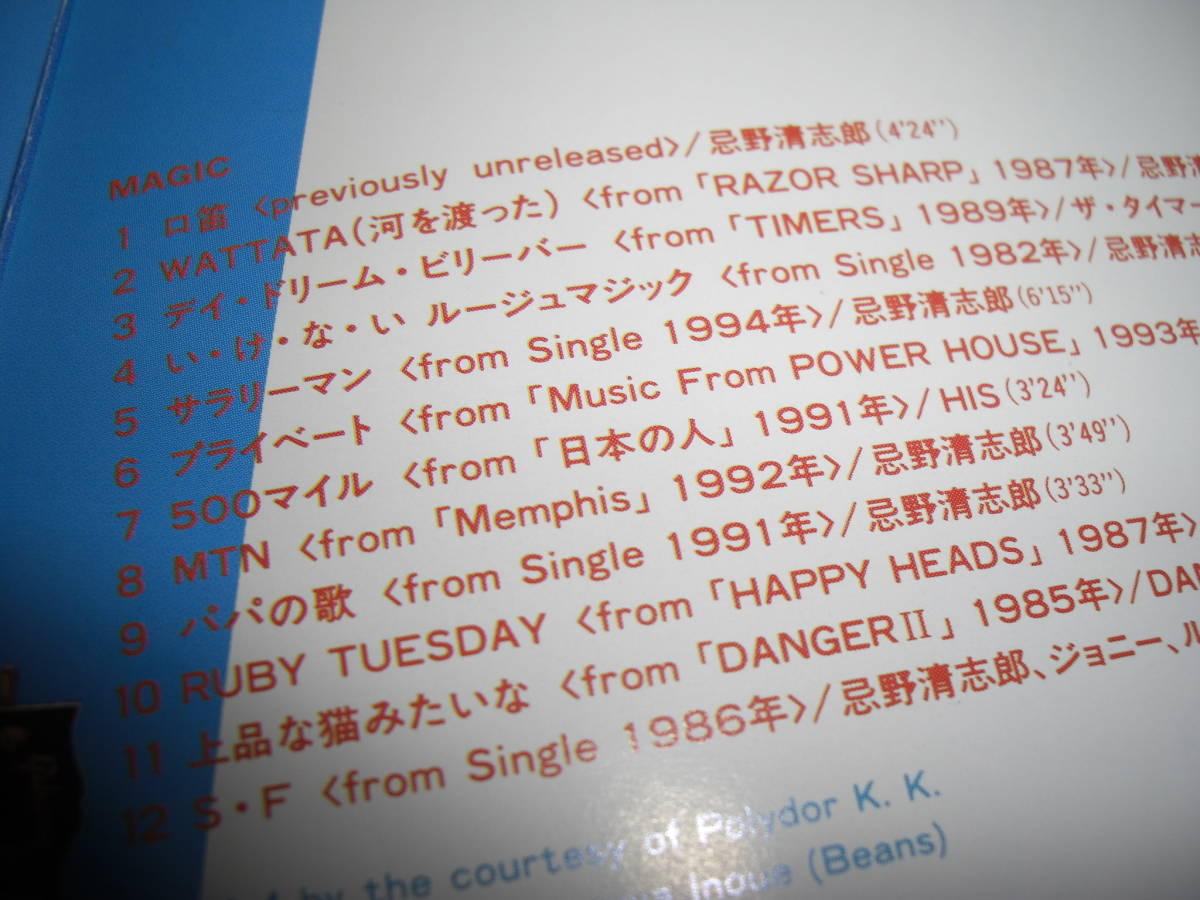 MAGIC
1 口笛 〈previously unreleased〉/忌野清志郎(4'24")
2 WATTATA(河を渡った) 〈from「RAZOR SHARP」1987年〉/忌野
3 デイ・ドリーム・ビリーバー 〈from「TIMERS」1989年〉/ザ・タイマー
4 い・け・な・い ルージュマジック 〈from Single 1982年〉/忌野清志
5 サラリーマン 〈from Single 1994年〉/忌野清志郎(6'15")
6 プライベート 〈from「Music From POWER HOUSE」1993年
7 500マイル 〈from「日本の人」1991年〉/HIS(3'24")
8 MTN 〈from「Memphis」1992年〉/忌野清志郎(3'49")
9 パパの歌 〈from Single 1991年〉/忌野清志郎(3'33")
10 RUBY TUESDAY 〈from「HAPPY HEADS」1987年〉
11 上品な猫みたいな 〈from「DANGERⅡ」1985年〉/DAN
12 S・F 〈from Single 1986年〉/忌野清志郎、ジョニー、ル
by the courtesy of Polydor K. K.
Inoue (Beans)